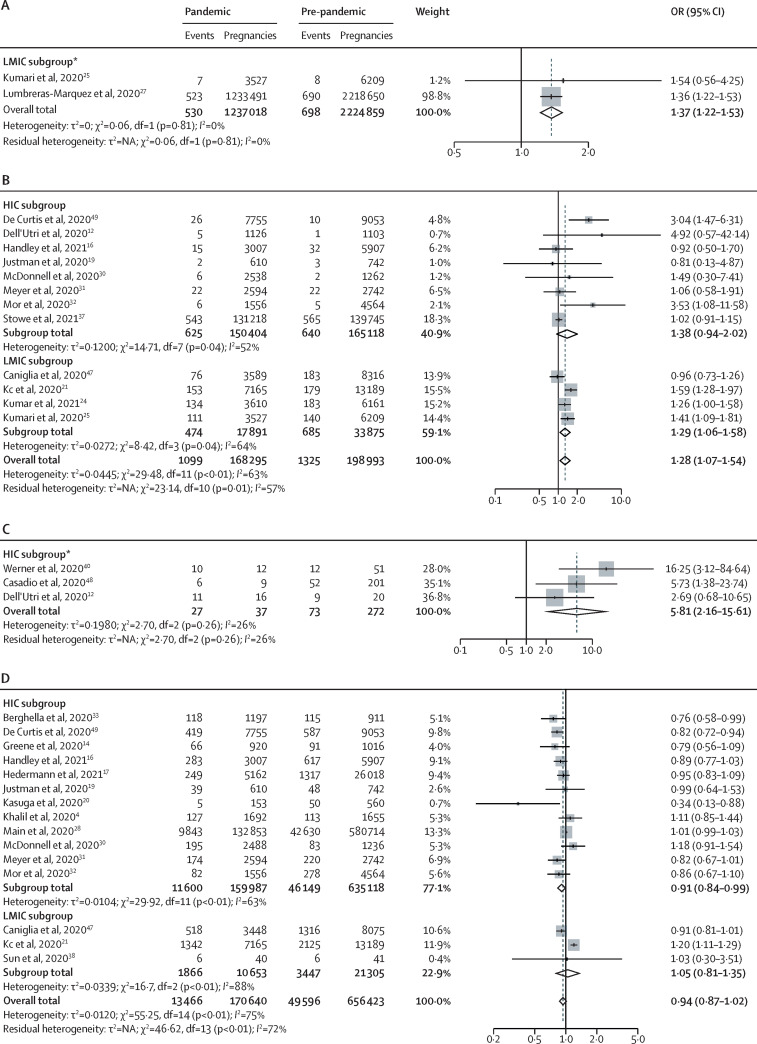 A
Pandemic Pre-pandemic Weight OR (95% CI)
Events Pregnancies Events Pregnancies
LMIC subgroup*
Kumari et al, 2020²⁵ 7 3527 8 6209 1·2% 1·54 (0·56–4·25)
Lumbreras-Marquez et al, 2020²⁷ 523 1233491 690 2218650 98·8% 1·36 (1·22–1·53)
Overall total 530 1237018 698 2224859 100·0% 1·37 (1·22–1·53)
Heterogeneity: τ²=0; χ²=0·06, df=1 (p=0·81); I²=0%
Residual heterogeneity: τ²=NA; χ²=0·06, df=1 (p=0·81); I²=0%
0·5 1·0 2·0
B
HIC subgroup
De Curtis et al, 2020⁴⁹ 26 7755 10 9053 4·8% 3·04 (1·47–6·31)
Dell'Utri et al, 2020¹² 5 1126 1 1103 0·7% 4·92 (0·57–42·14)
Handley et al, 2021¹⁶ 15 3007 32 5907 6·2% 0·92 (0·50–1·70)
Justman et al, 2020¹⁹ 2 610 3 742 1·0% 0·81 (0·13–4·87)
McDonnell et al, 2020³⁰ 6 2538 2 1262 1·2% 1·49 (0·30–7·41)
Meyer et al, 2020³¹ 22 2594 22 2742 6·5% 1·06 (0·58–1·91)
Mor et al, 2020³² 6 1556 5 4564 2·1% 3·53 (1·08–11·58)
Stowe et al, 2021³⁷ 543 131218 565 139745 18·3% 1·02 (0·91–1·15)
Subgroup total 625 150404 640 165118 40·9% 1·38 (0·94–2·02)
Heterogeneity: τ²=0·1200; χ²=14·71, df=7 (p=0·04); I²=52%
LMIC subgroup
Caniglia et al, 2020⁴⁷ 76 3589 183 8316 13·9% 0·96 (0·73–1·26)
Kc et al, 2020²¹ 153 7165 179 13189 15·5% 1·59 (1·28–1·97)
Kumar et al, 2021²⁴ 134 3610 183 6161 15·2% 1·26 (1·00–1·58)
Kumari et al, 2020²⁵ 111 3527 140 6209 14·4% 1·41 (1·09–1·81)
Subgroup total 474 17891 685 33875 59·1% 1·29 (1·06–1·58)
Heterogeneity: τ²=0·0272; χ²=8·42, df=3 (p=0·04); I²=64%
Overall total 1099 168295 1325 198993 100·0% 1·28 (1·07–1·54)
Heterogeneity: τ²=0·0445; χ²=29·48, df=11 (p<0·01); I²=63%
Residual heterogeneity: τ²=NA; χ²=23·14, df=10 (p=0·01); I²=57%
0·1 0·5 1·0 2·0 10·0
C
HIC subgroup*
Werner et al, 2020⁴⁰ 10 12 12 51 28·0% 16·25 (3·12–84·64)
Casadio et al, 2020⁴⁸ 6 9 52 201 35·1% 5·73 (1·38–23·74)
Dell'Utri et al, 2020¹² 11 16 9 20 36·8% 2·69 (0·68–10·65)
Overall total 27 37 73 272 100·0% 5·81 (2·16–15·61)
Heterogeneity: τ²=0·1980; χ²=2·70, df=2 (p=0·26); I²=26%
Residual heterogeneity: τ²=NA; χ²=2·70, df=2 (p=0·26); I²=26%
0·1 0·5 1·0 2·0 10·0
D
HIC subgroup
Berghella et al, 2020³³ 118 1197 115 911 5·1% 0·76 (0·58–0·99)
De Curtis et al, 2020⁴⁹ 419 7755 587 9053 9·8% 0·82 (0·72–0·94)
Greene et al, 2020¹⁴ 66 920 91 1016 4·0% 0·79 (0·56–1·09)
Handley et al, 2021¹⁶ 283 3007 617 5907 9·1% 0·89 (0·77–1·03)
Hedermann et al, 2021¹⁷ 249 5162 1317 26018 9·4% 0·95 (0·83–1·09)
Justman et al, 2020¹⁹ 39 610 48 742 2·6% 0·99 (0·64–1·53)
Kasuga et al, 2020²⁰ 5 153 50 560 0·7% 0·34 (0·13–0·88)
Khalil et al, 2020⁴ 127 1692 113 1655 5·3% 1·11 (0·85–1·44)
Main et al, 2020²⁸ 9843 132853 42630 580714 13·3% 1·01 (0·99–1·03)
McDonnell et al, 2020³⁰ 195 2488 83 1236 5·3% 1·18 (0·91–1·54)
Meyer et al, 2020³¹ 174 2594 220 2742 6·9% 0·82 (0·67–1·01)
Mor et al, 2020³² 82 1556 278 4564 5·6% 0·86 (0·67–1·10)
Subgroup total 11600 159987 46149 635118 77·1% 0·91 (0·84–0·99)
Heterogeneity: τ²=0·0104; χ²=29·92, df=11 (p<0·01); I²=63%
LMIC subgroup
Caniglia et al, 2020⁴⁷ 518 3448 1316 8075 10·6% 0·91 (0·81–1·01)
Kc et al, 2020²¹ 1342 7165 2125 13189 11·9% 1·20 (1·11–1·29)
Sun et al, 2020³⁸ 6 40 6 41 0·4% 1·03 (0·30–3·51)
Subgroup total 1866 10653 3447 21305 22·9% 1·05 (0·81–1·35)
Heterogeneity: τ²=0·0339; χ²=16·7, df=2 (p<0·01); I²=88%
Overall total 13466 170640 49596 656423 100·0% 0·94 (0·87–1·02)
Heterogeneity: τ²=0·0120; χ²=55·25, df=14 (p<0·01); I²=75%
Residual heterogeneity: τ²=NA; χ²=46·62, df=13 (p<0·01); I²=72%
0·2 0·5 1·0 2·0 5·0